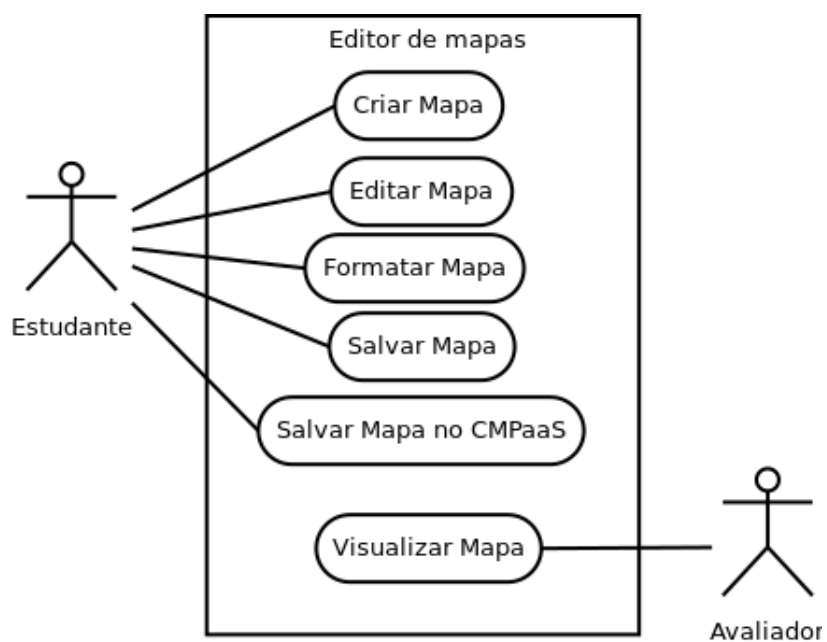 Editor de mapas
Criar Mapa
Editar Mapa
Formatar Mapa
Estudante
Salvar Mapa
Salvar Mapa no CMPaaS
Visualizar Mapa
Avaliador